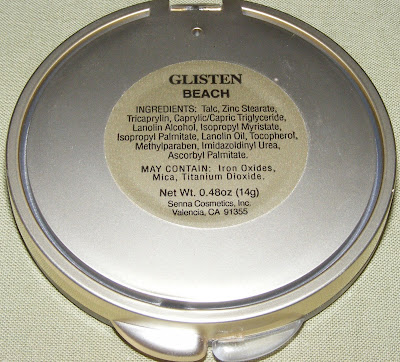 GLISTEN
BEACH
INGREDIENTS: Talc, Zinc Stearate,
Tricaprylin, Caprylic/Capric Triglyceride,
Lanolin Alcohol, Isopropyl Myristate,
Isopropyl Palmitate, Lanolin Oil, Tocopherol,
Methylparaben, Imidazolidinyl Urea,
Ascorbyl Palmitate.
MAY CONTAIN: Iron Oxides,
Mica, Titanium Dioxide.
Net Wt. 0.48oz (14g)
Senna Cosmetics, Inc.
Valencia, CA 91355